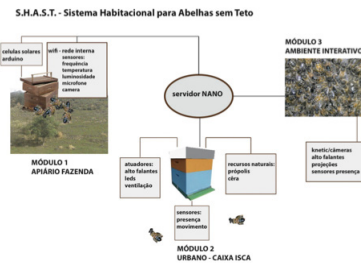 S.H.A.S.T. - Sistema Habitacional para Abelhas sem Teto
celulas solares
arduino
wifi - rede interna
sensores:
frequência
temperatura
luminosidade
microfone
camera
MÓDULO 1
APIÁRIO FAZENDA
servidor NANO
MÓDULO 3
AMBIENTE INTERATIVO
knetic/câmeras
alto falantes
projeções
sensores presença
atuadores:
alto falantes
leds
ventilação
recursos naturais:
própolis
cêra
sensores:
presença
movimento
MÓDULO 2
URBANO - CAIXA ISCA